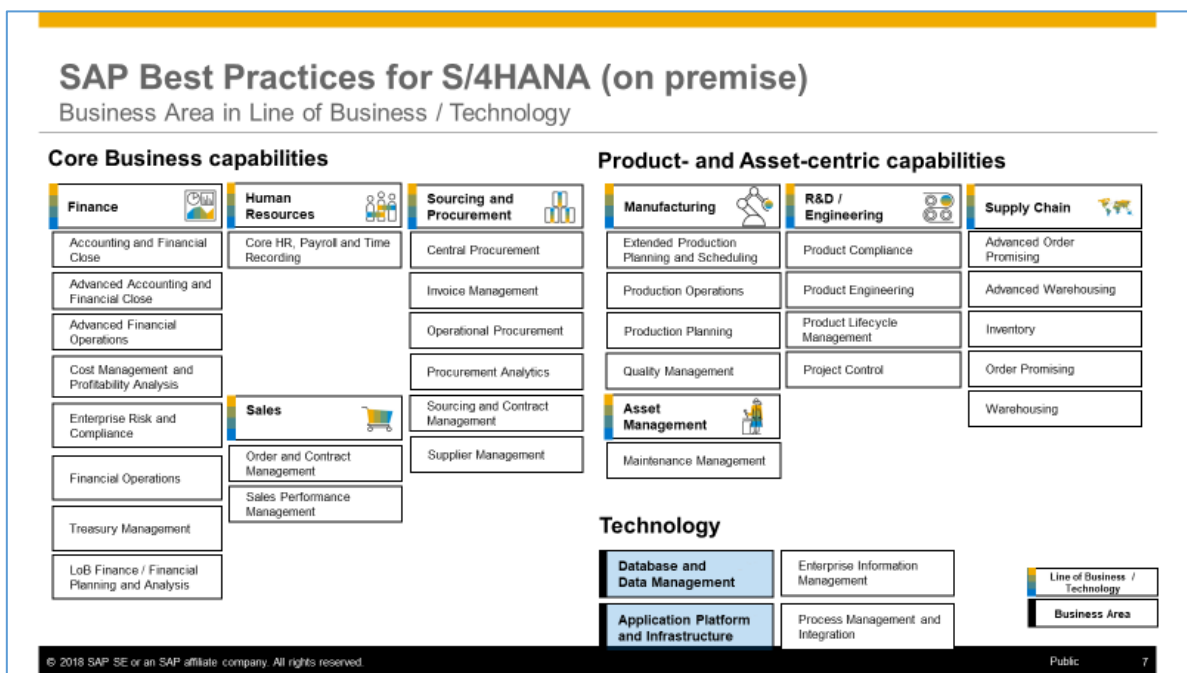 SAP Best Practices for S/4HANA (on premise)
Business Area in Line of Business / Technology
Core Business capabilities
Finance
Accounting and Financial
Close
Advanced Accounting and
Financial Close
Advanced Financial
Operations
Cost Management and
Profitability Analysis
Enterprise Risk and
Compliance
Financial Operations
Treasury Management
LoB Finance / Financial
Planning and Analysis
Human
Resources
Core HR, Payroll and Time
Recording
Sales
Order and Contract
Management
Sales Performance
Management
Sourcing and
Procurement
Central Procurement
Invoice Management
Operational Procurement
Procurement Analytics
Sourcing and Contract
Management
Supplier Management
Product- and Asset-centric capabilities
Manufacturing
Extended Production
Planning and Scheduling
Production Operations
Production Planning
Quality Management
Asset
Management
Maintenance Management
R&D /
Engineering
Product Compliance
Product Engineering
Product Lifecycle
Management
Project Control
Supply Chain
Advanced Order
Promising
Advanced Warehousing
Inventory
Order Promising
Warehousing
Technology
Database and
Data Management
Enterprise Information
Management
Application Platform
and Infrastructure
Process Management and
Integration
Line of Business /
Technology
Business Area
© 2018 SAP SE or an SAP affiliate company. All rights reserved.
Public
7